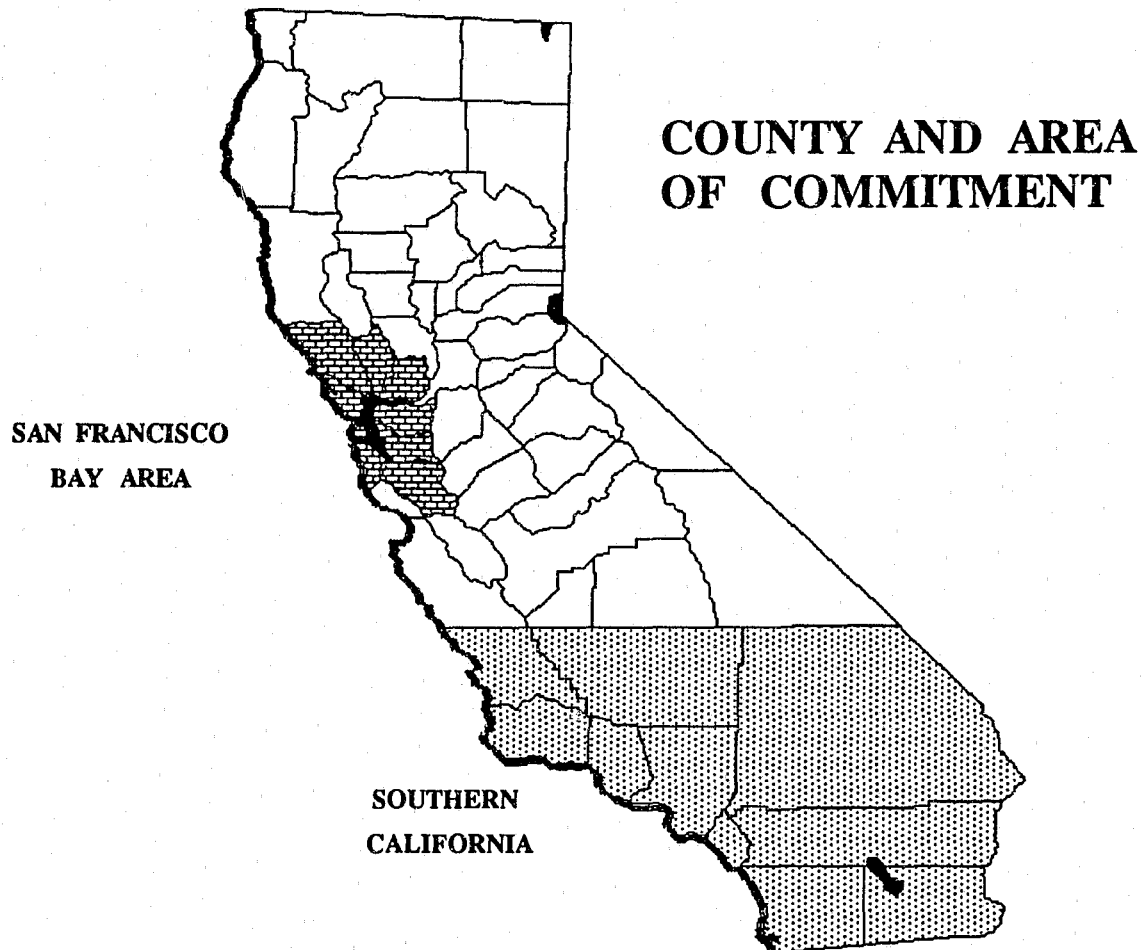 COUNTY AND AREA
OF COMMITMENT
SAN FRANCISCO
BAY AREA
SOUTHERN
CALIFORNIA